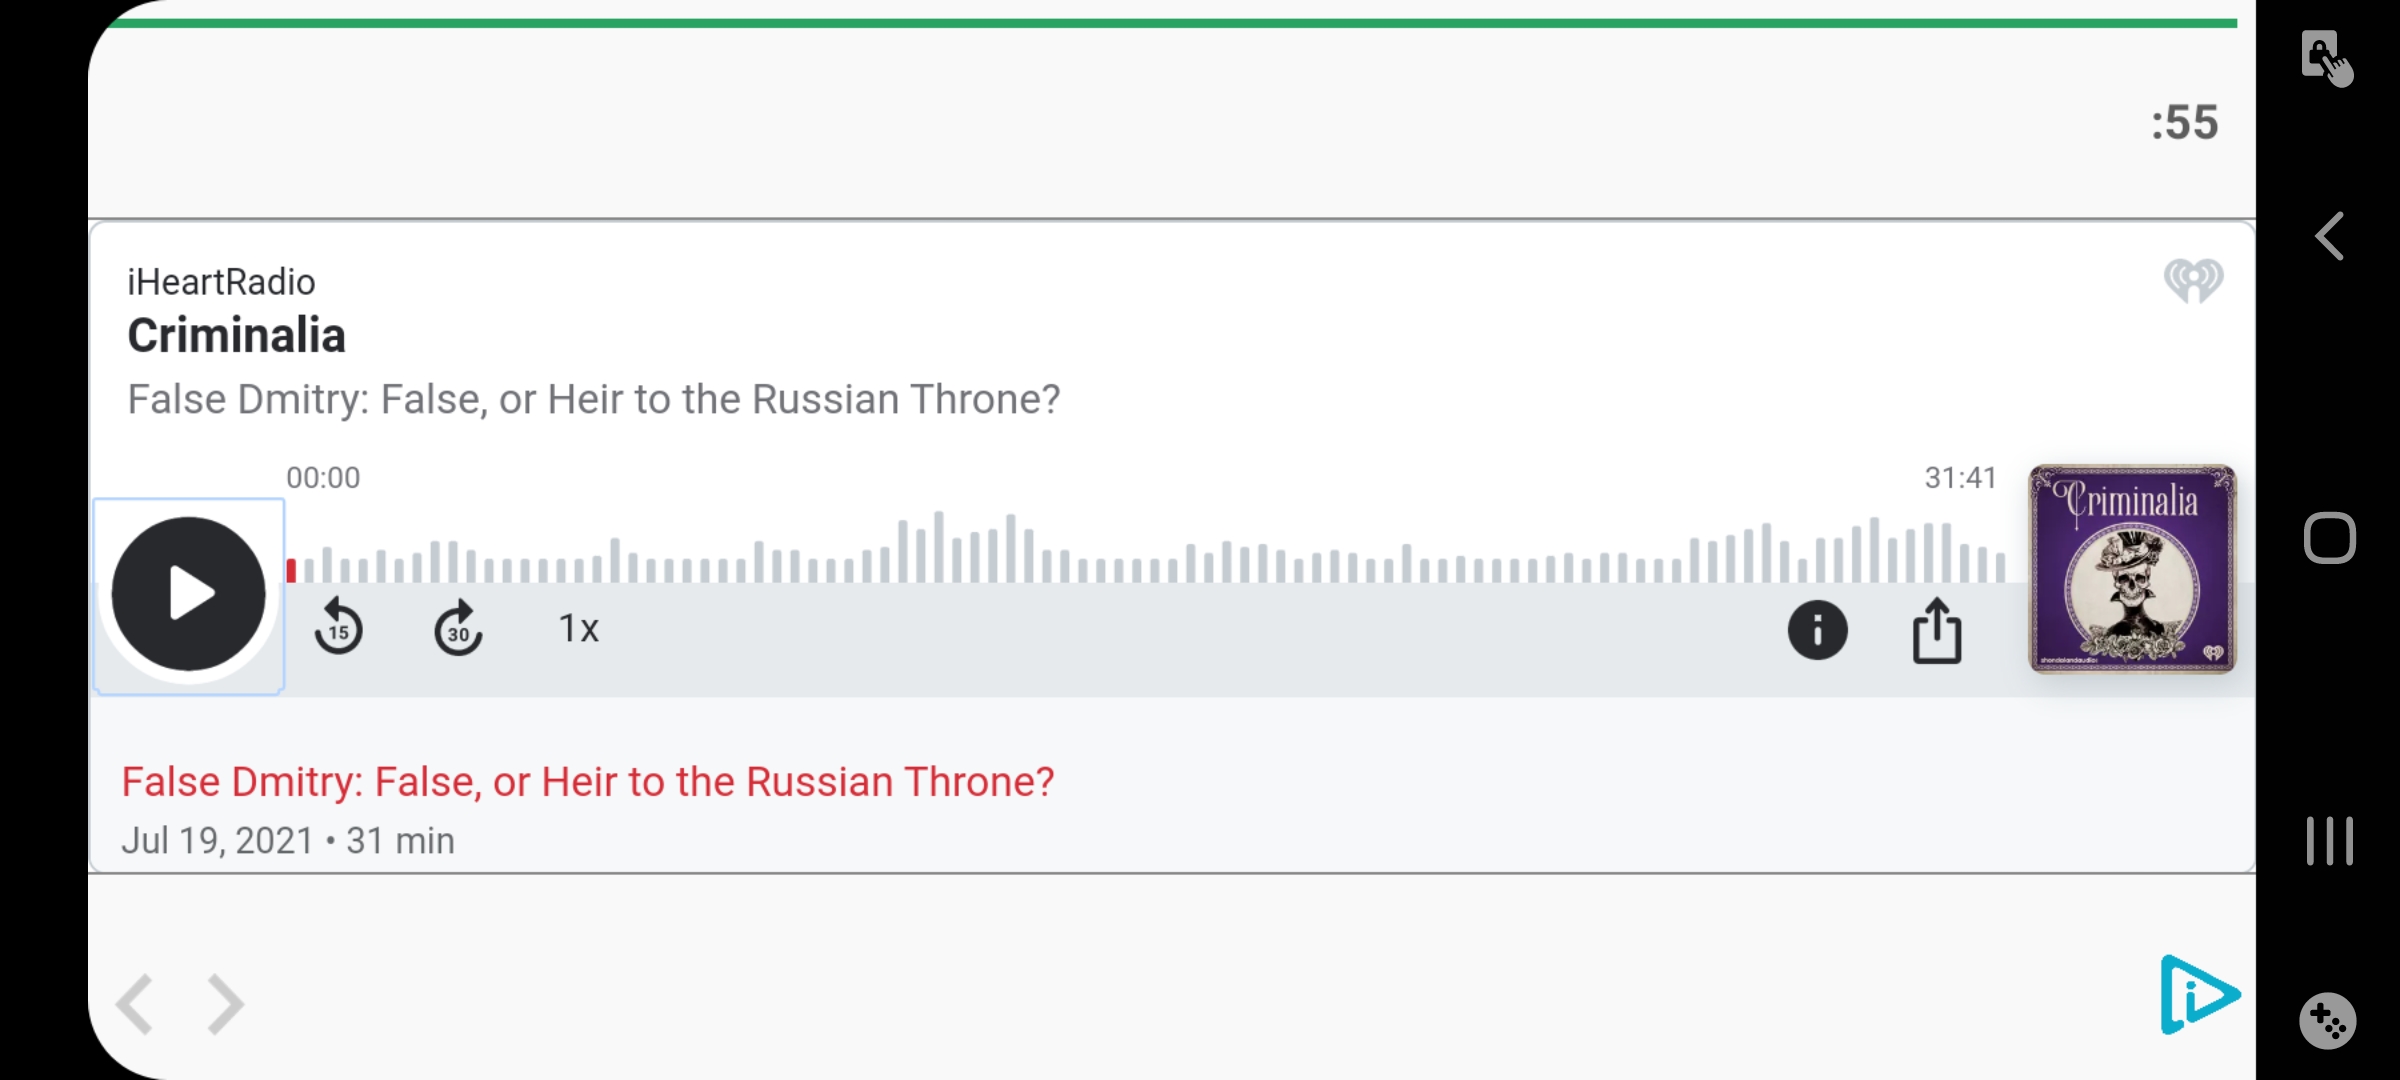 :55
iHeartRadio
Criminalia
False Dmitry: False, or Heir to the Russian Throne?
00:00
31:41
Criminalia
15
30
1x
shondalandaudio
False Dmitry: False, or Heir to the Russian Throne?
Jul 19, 2021 • 31 min